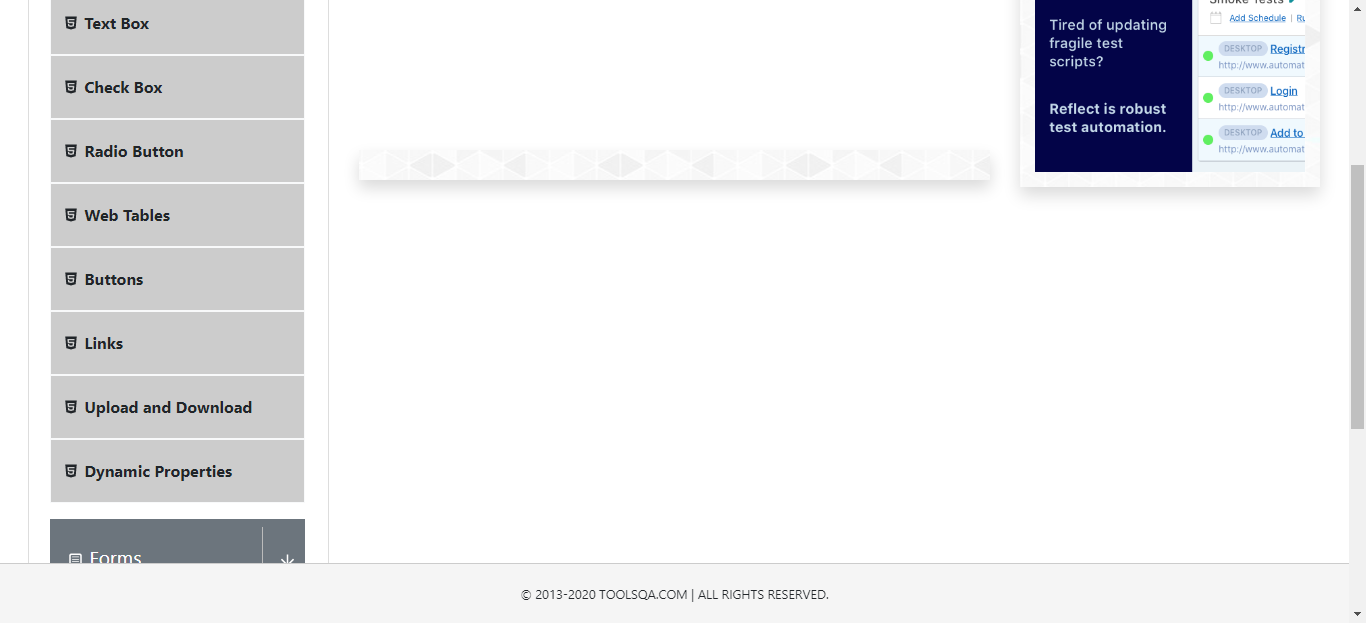 Text Box
Check Box
Radio Button
Web Tables
Buttons
Links
Upload and Download
Dynamic Properties
Forms
Tired of updating
fragile test
scripts?
Reflect is robust
test automation.
Smoke Tests ✓
Add Schedule | Ru
DESKTOP Registr
http://www.automat
DESKTOP Login
http://www.automat
DESKTOP Add to
http://www.automat
© 2013-2020 TOOLSQA.COM | ALL RIGHTS RESERVED.